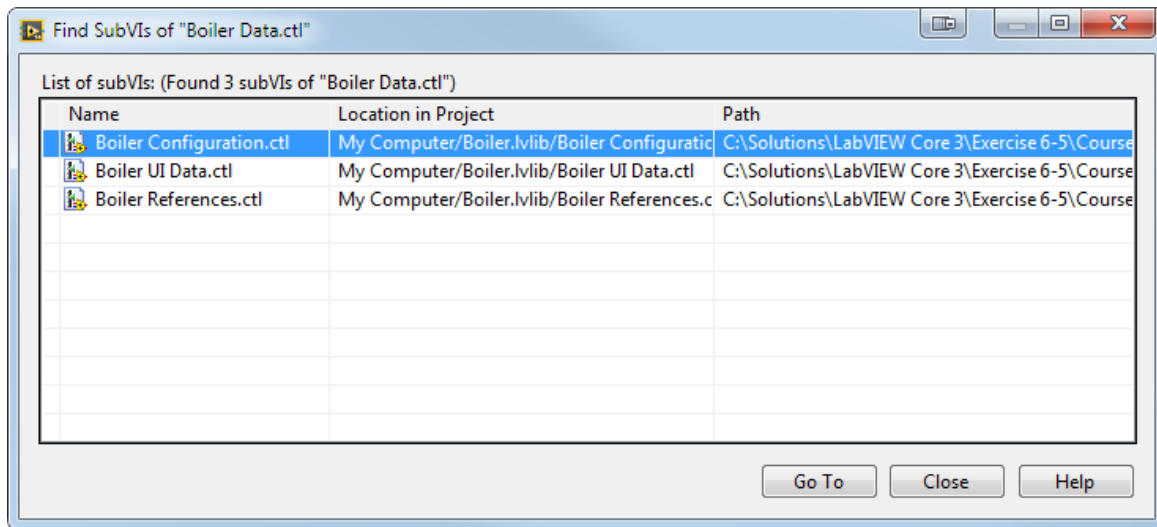 Find SubVIs of "Boiler Data.ctl"
List of subVIs: (Found 3 subVIs of "Boiler Data.ctl")
Name Location in Project Path
Boiler Configuration.ctl My Computer/Boiler.lvlib/Boiler Configuratic C:\Solutions\LabVIEW Core 3\Exercise 6-5\Course
Boiler UI Data.ctl My Computer/Boiler.lvlib/Boiler UI Data.ctl C:\Solutions\LabVIEW Core 3\Exercise 6-5\Course
Boiler References.ctl My Computer/Boiler.lvlib/Boiler References.c C:\Solutions\LabVIEW Core 3\Exercise 6-5\Course
Go To Close Help